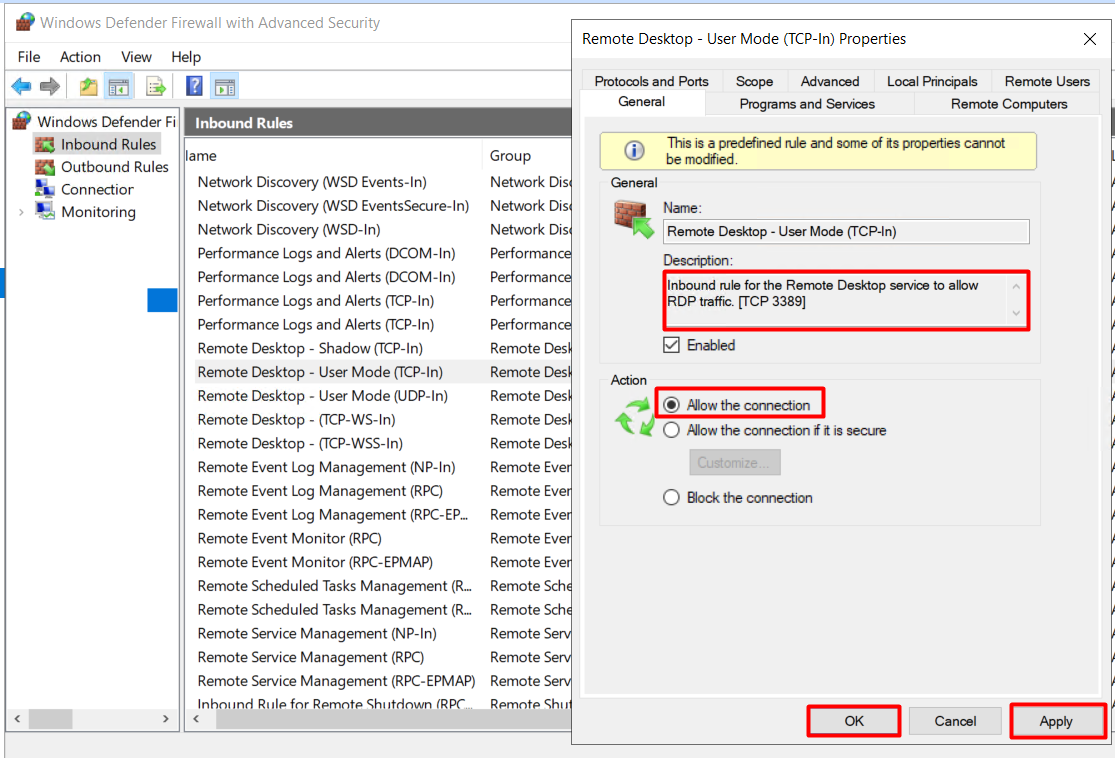 Windows Defender Firewall with Advanced Security
File Action View Help
Windows Defender Fi
Inbound Rules
Outbound Rules
Connection
Monitoring
Inbound Rules
lame Group
Network Discovery (WSD Events-In) Network Disc
Network Discovery (WSD EventsSecure-In) Network Disc
Network Discovery (WSD-In) Network Disc
Performance Logs and Alerts (DCOM-In) Performance
Performance Logs and Alerts (DCOM-In) Performance
Performance Logs and Alerts (TCP-In) Performance
Performance Logs and Alerts (TCP-In) Performance
Remote Desktop - Shadow (TCP-In) Remote Desk
Remote Desktop - User Mode (TCP-In) Remote Desk
Remote Desktop - User Mode (UDP-In) Remote Desk
Remote Desktop - (TCP-WS-In) Remote Desk
Remote Desktop - (TCP-WSS-In) Remote Desk
Remote Event Log Management (NP-In) Remote Ever
Remote Event Log Management (RPC) Remote Ever
Remote Event Log Management (RPC-EP... Remote Ever
Remote Event Monitor (RPC) Remote Ever
Remote Event Monitor (RPC-EPMAP) Remote Ever
Remote Scheduled Tasks Management (R... Remote Sche
Remote Scheduled Tasks Management (R... Remote Sche
Remote Service Management (NP-In) Remote Serv
Remote Service Management (RPC) Remote Serv
Remote Service Management (RPC-EPMAP) Remote Serv
Inbound Rule for Remote Shutdown (RPC... Remote Shut
Remote Desktop - User Mode (TCP-In) Properties
Protocols and Ports Scope Advanced Local Principals Remote Users
General Programs and Services Remote Computers
This is a predefined rule and some of its properties cannot
be modified.
General
Name:
Remote Desktop - User Mode (TCP-In)
Description:
Inbound rule for the Remote Desktop service to allow
RDP traffic. [TCP 3389]
Enabled
Action
Allow the connection
Allow the connection if it is secure
Customize...
Block the connection
OK Cancel Apply